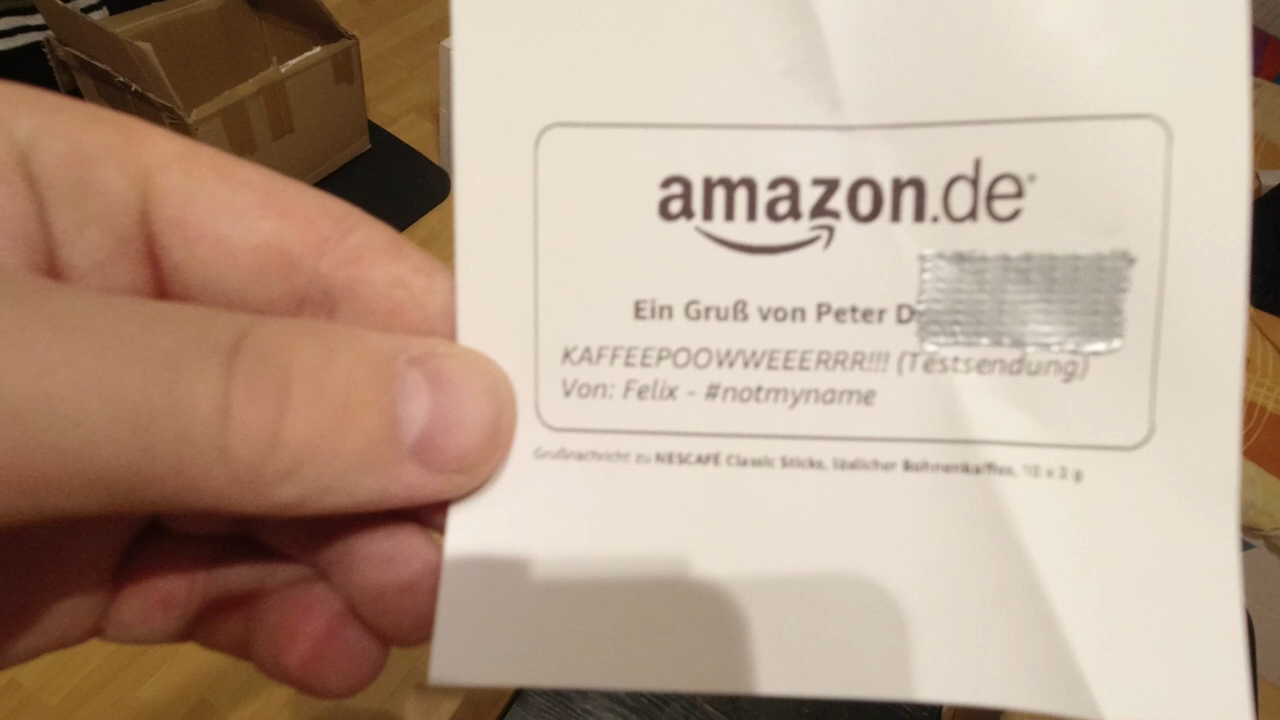 amazon.de
Ein Gruß von Peter D
KAFFEEPOOWWEEERRR!!! (Testsendung)
Von: Felix - #notmyname
Grußnachricht zu NESCAFÉ Classic Sticks, löslicher Bohnenkaffee, 10 x 2 g